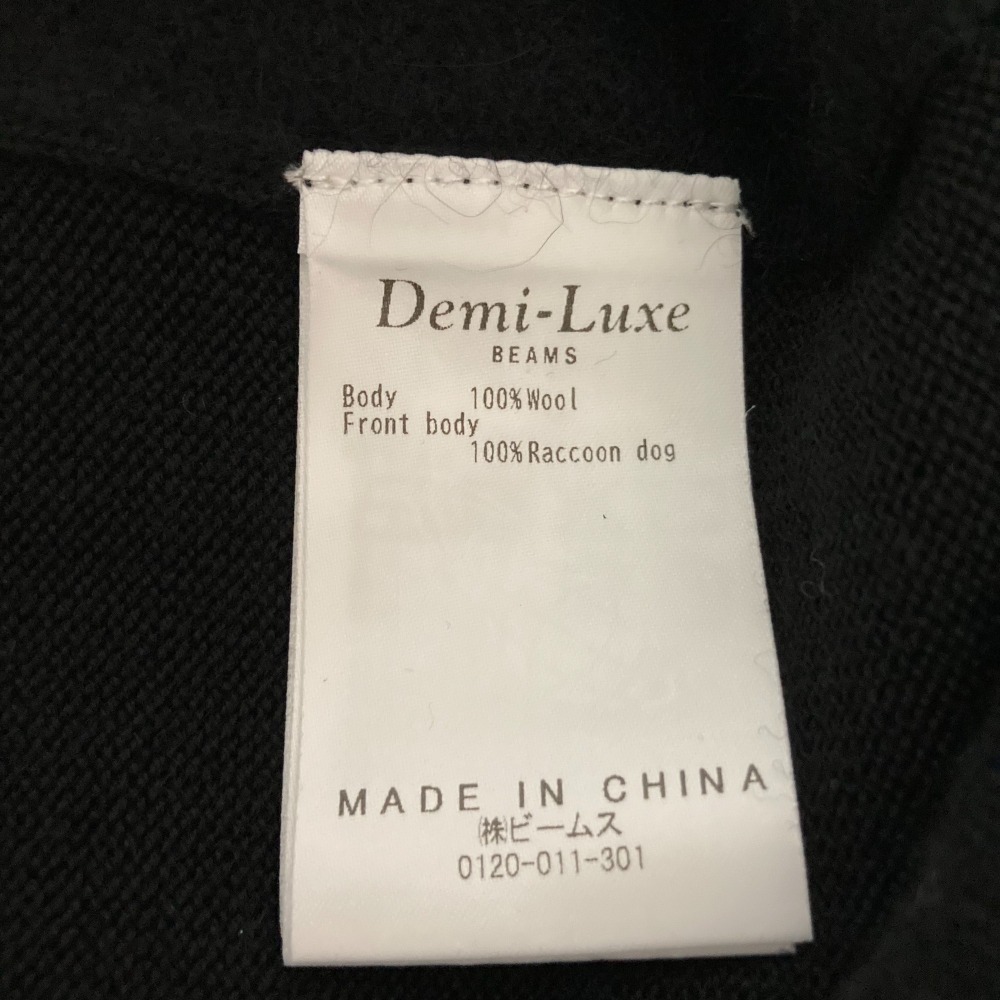 Demi-Luxe
BEAMS
Body 100%Wool
Front body
100%Raccoon dog
MADE IN CHINA
㈱ビームス
0120-011-301